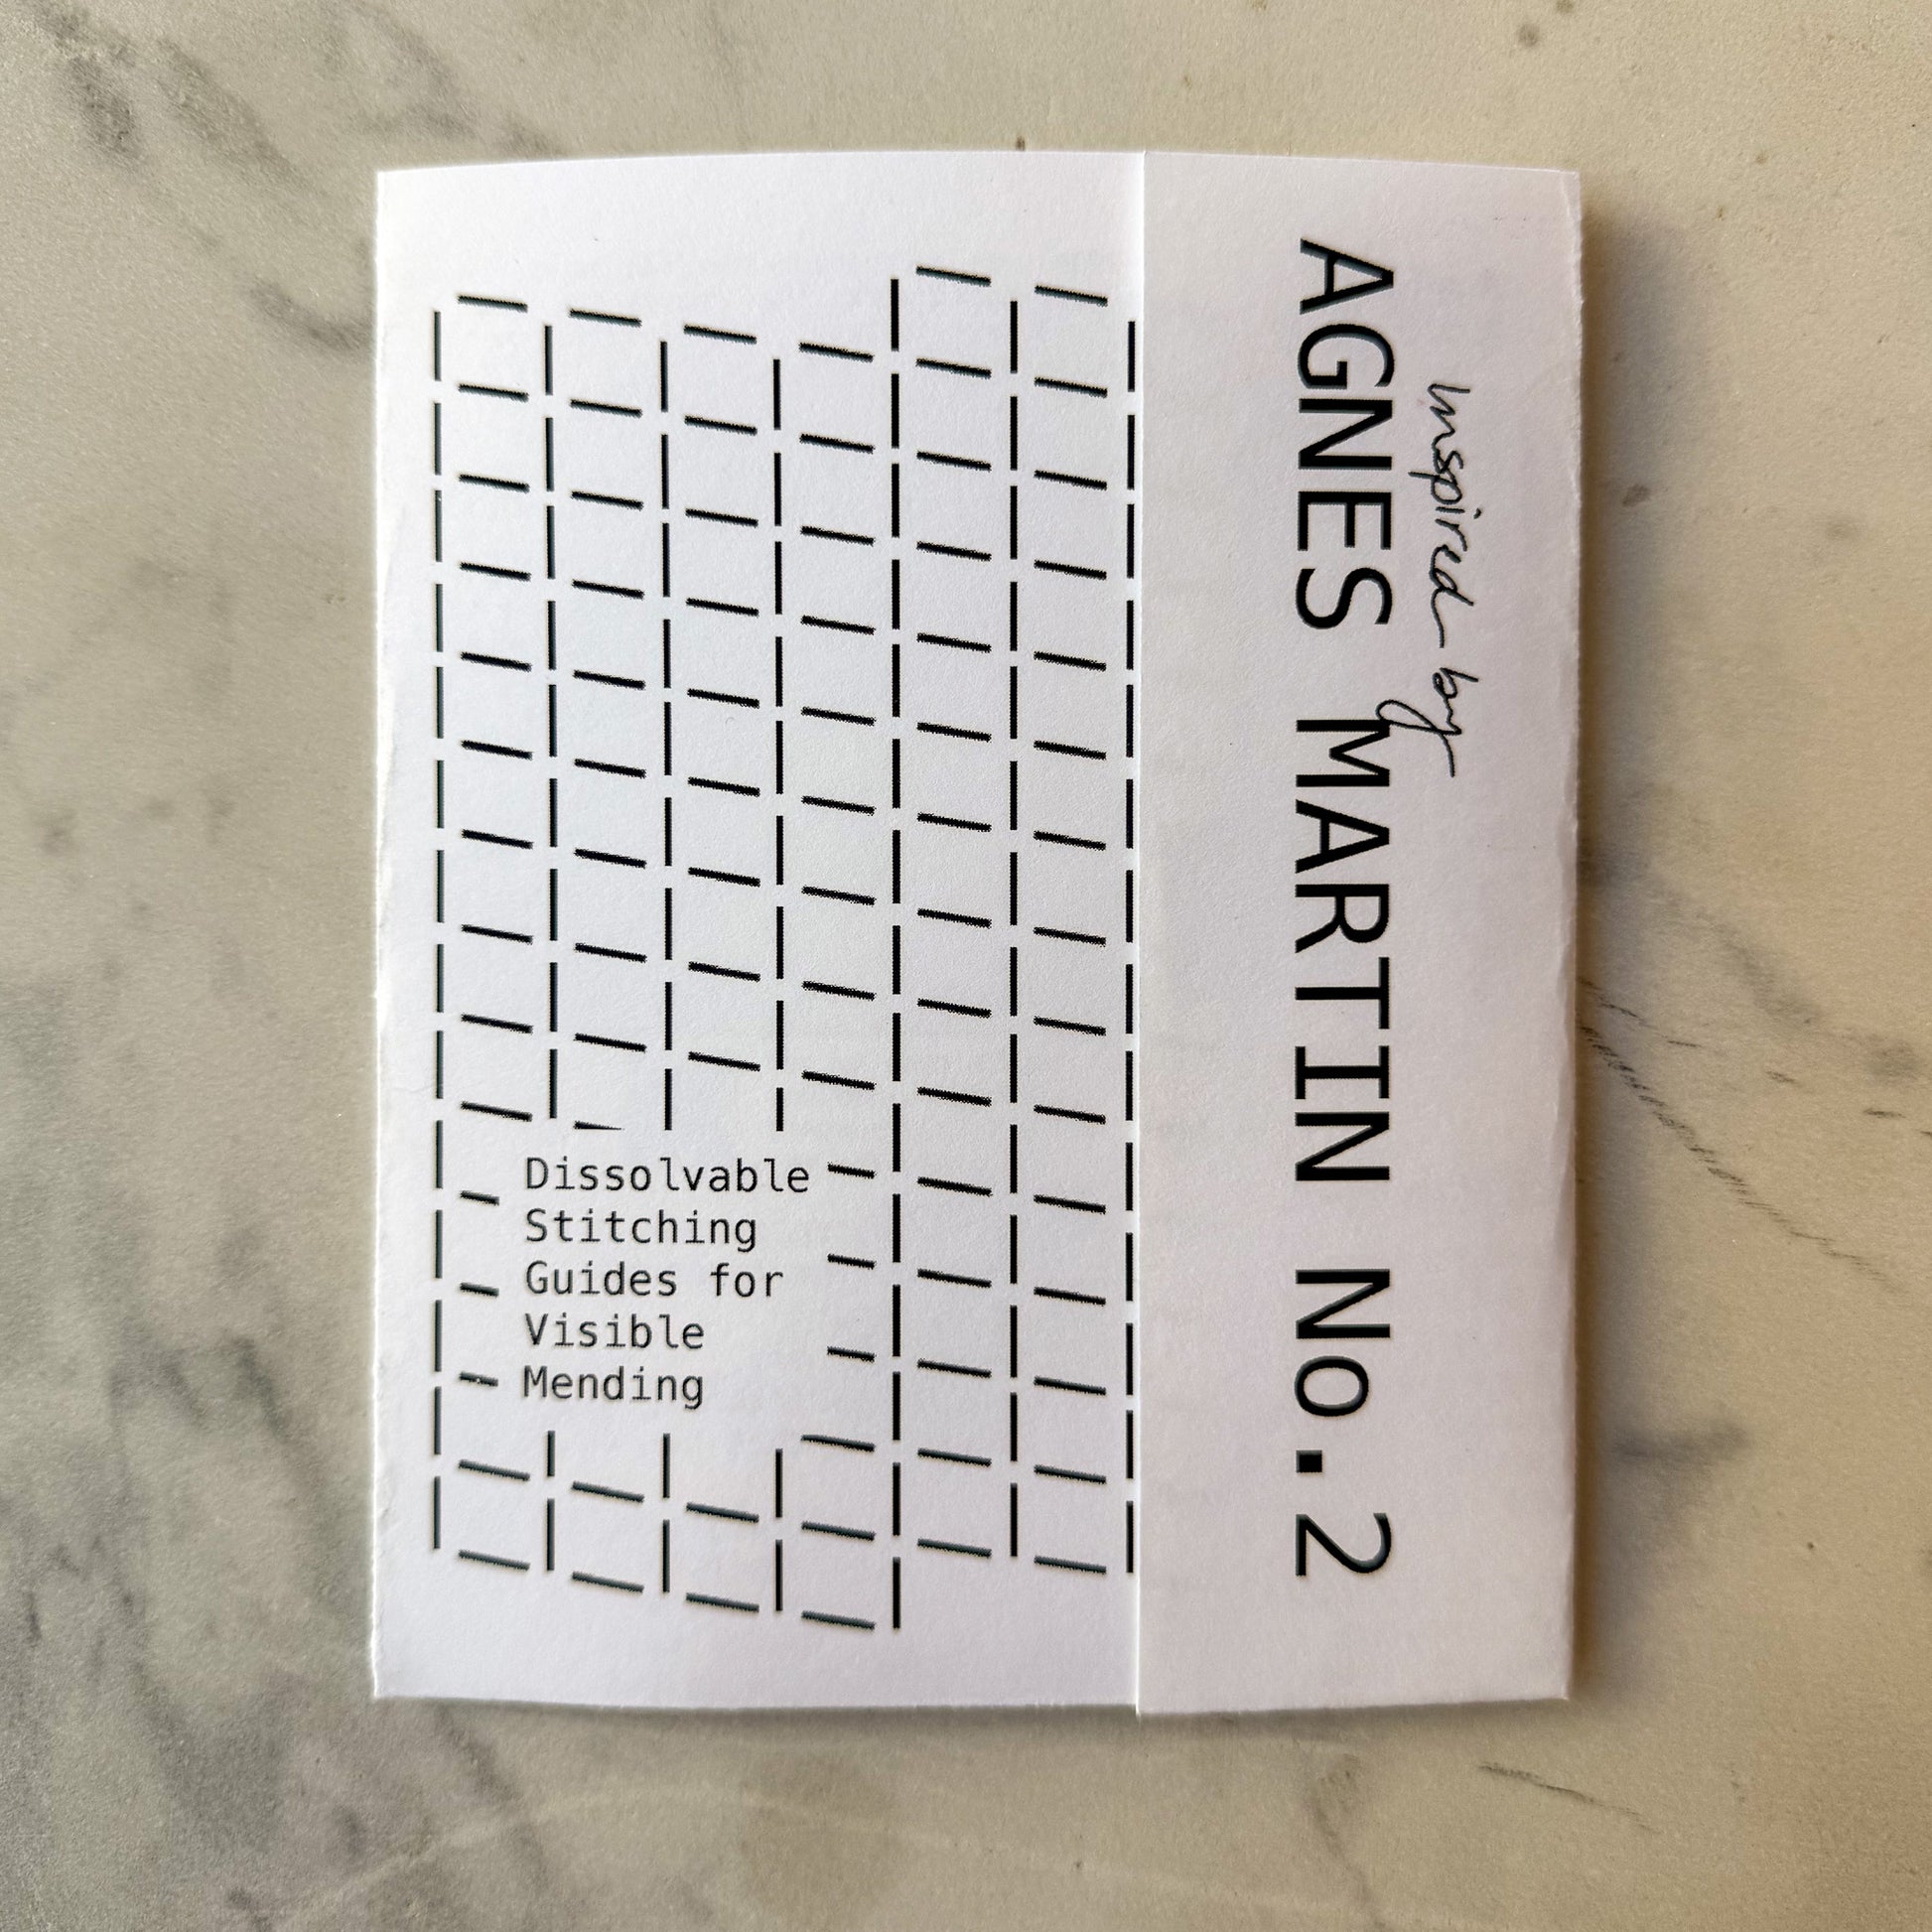 Inspired by
AGNES MARTIN No.2
Dissolvable
Stitching
Guides for
Visible
Mending